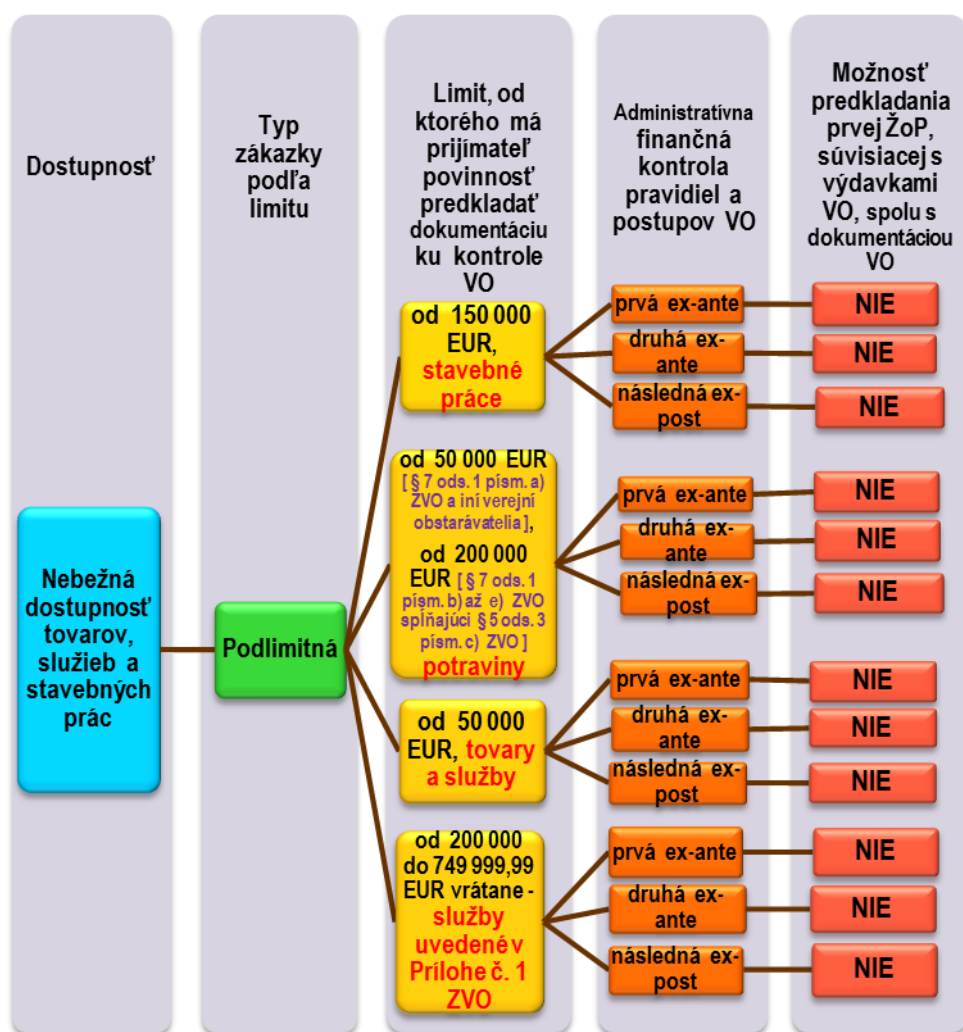 Dostupnosť
Typ
zákazky
podľa
limitu
Limit, od
ktorého má
prijímateľ
povinnosť
predkladať
dokumentáciu
ku kontrole
VO
Administratívna
finančná
kontrola
pravidiel a
postupov VO
Možnosť
predkladania
prvej ŽoP,
súvisiacej s
výdavkami
VO, spolu s
dokumentáciou
VO
Nebežná
dostupnosť
tovarov,
služieb a
stavebných
prác
Podlimitná
od 150 000
EUR,
stavebné
práce
prvá ex-ante
NIE
druhá ex-
ante
NIE
následná ex-
post
NIE
od 50 000 EUR
[ § 7 ods. 1 písm. a)
ZVO a iní verejní
obstarávatelia ],
od 200 000
EUR [ § 7 ods. 1
písm. b) až e) ZVO
spĺňajúci § 5 ods. 3
písm. c) ZVO ]
potraviny
prvá ex-ante
NIE
druhá ex-
ante
NIE
následná ex-
post
NIE
od 50 000
EUR, tovary
a služby
prvá ex-ante
NIE
druhá ex-
ante
NIE
následná ex-
post
NIE
od 200 000
do 749 999,99
EUR vrátane -
služby
uvedené v
Prílohe č. 1
ZVO
prvá ex-ante
NIE
druhá ex-
ante
NIE
následná ex-
post
NIE